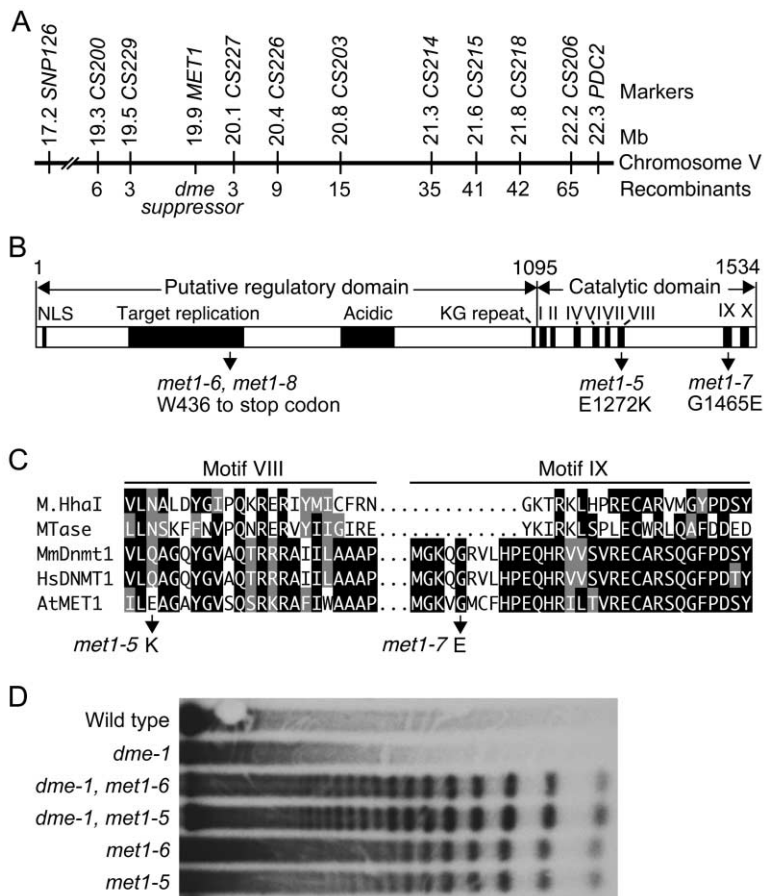 A
17.2 SNP126
19.3 CS200
19.5 CS229
19.9 MET1
20.1 CS227
20.4 CS226
20.8 CS203
21.3 CS214
21.6 CS215
21.8 CS218
22.2 CS206
22.3 PDC2
Markers
Mb
Chromosome V
6 3 dme 3 9 15 35 41 42 65 Recombinants
suppressor
B
1 1095 1534
Putative regulatory domain Catalytic domain
NLS Target replication Acidic KG repeat I II IV VI VII VIII IX X
met1-6, met1-8 met1-5 met1-7
W436 to stop codon E1272K G1465E
C
Motif VIII Motif IX
M.HhaI VLNALDYGIPQKRERIYMICFRN.............GKTRKLHPRECARVMGYPDSY
MTase LLNSKFFNVPQNRERVYIIGIRE.............YKIRKLSPLECWRLQAFDDED
MmDnmt1 VLQAGQYGVAQTRRRAIILAAAP...MGKQGRVLHPEQHRVVSVRECARSQGFPDSY
HsDNMT1 VLQAGQYGVAQTRRRAIILAAAP...MGKQGRVLHPEQHRVVSVRECARSQGFPDTY
AtMET1 ILEAGAYGVSQSRKRAFIWAAAP...MGKVGMCFHPEQHRILTVRECARSQGFPDSY
met1-5 K met1-7 E
D
Wild type
dme-1
dme-1, met1-6
dme-1, met1-5
met1-6
met1-5